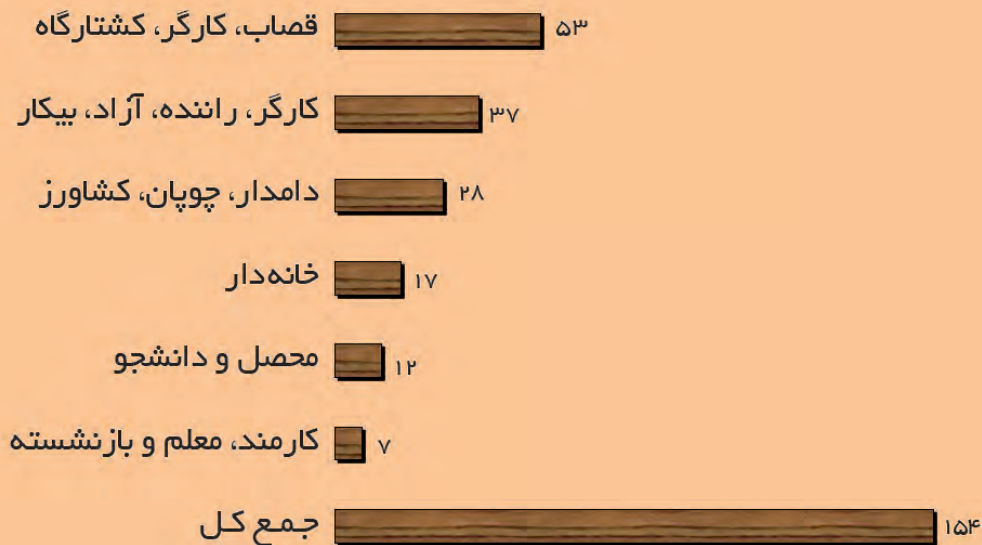 قصاب، کارگر، کشتارگاه ۵۳
کارگر، راننده، آزاد، بیکار ۳۷
دامدار، چوپان، کشاورز ۲۸
خانه‌دار ۱۷
محصل و دانشجو ۱۲
کارمند، معلم و بازنشسته ۷
جمع کل ۱۵۴